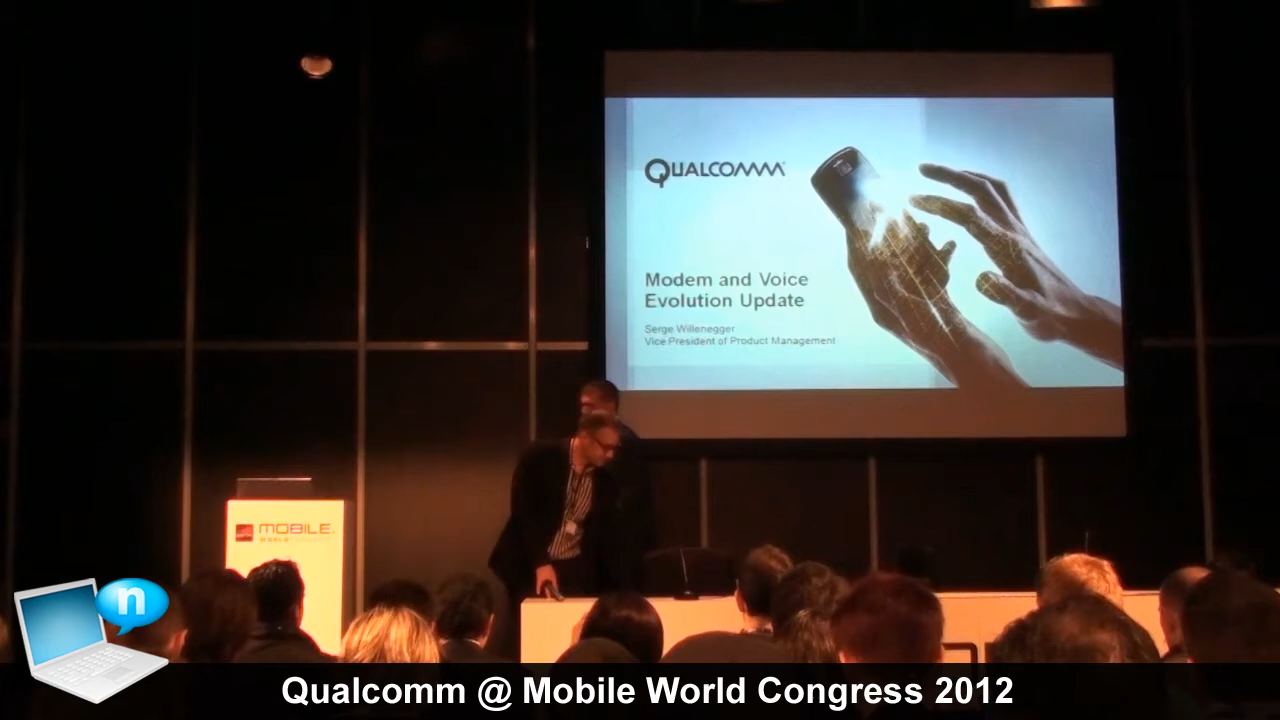 QUALCOMM
Modem and Voice
Evolution Update
Serge Willenegger
Vice President of Product Management
MOBILE
WORLD
n
Qualcomm @ Mobile World Congress 2012